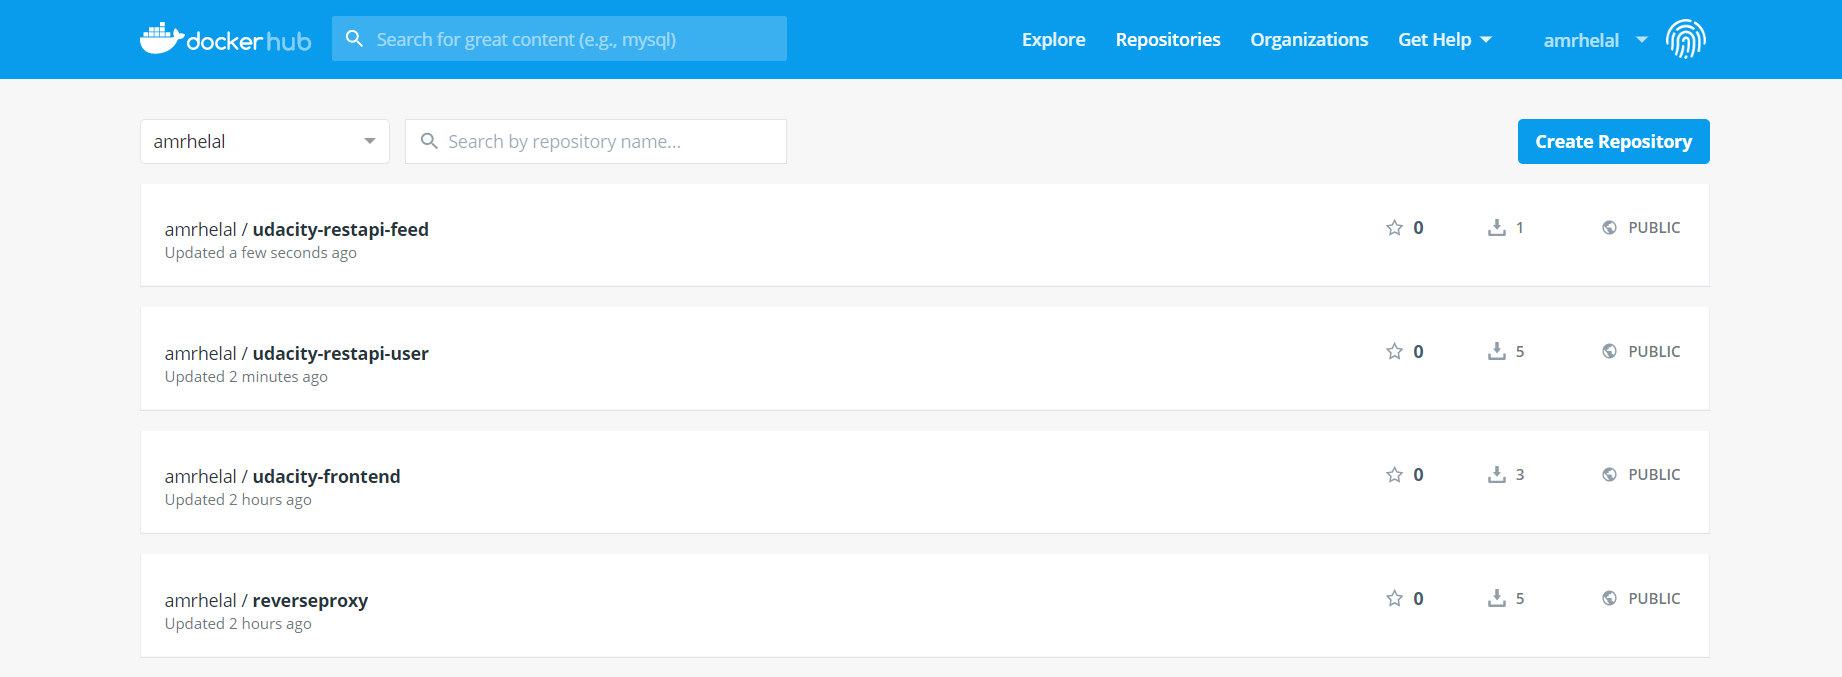 docker hub Search for great content (e.g., mysql) Explore Repositories Organizations Get Help amrhelal
amrhelal Search by repository name... Create Repository
amrhelal / udacity-restapi-feed 0 1 PUBLIC
Updated a few seconds ago
amrhelal / udacity-restapi-user 0 5 PUBLIC
Updated 2 minutes ago
amrhelal / udacity-frontend 0 3 PUBLIC
Updated 2 hours ago
amrhelal / reverseproxy 0 5 PUBLIC
Updated 2 hours ago